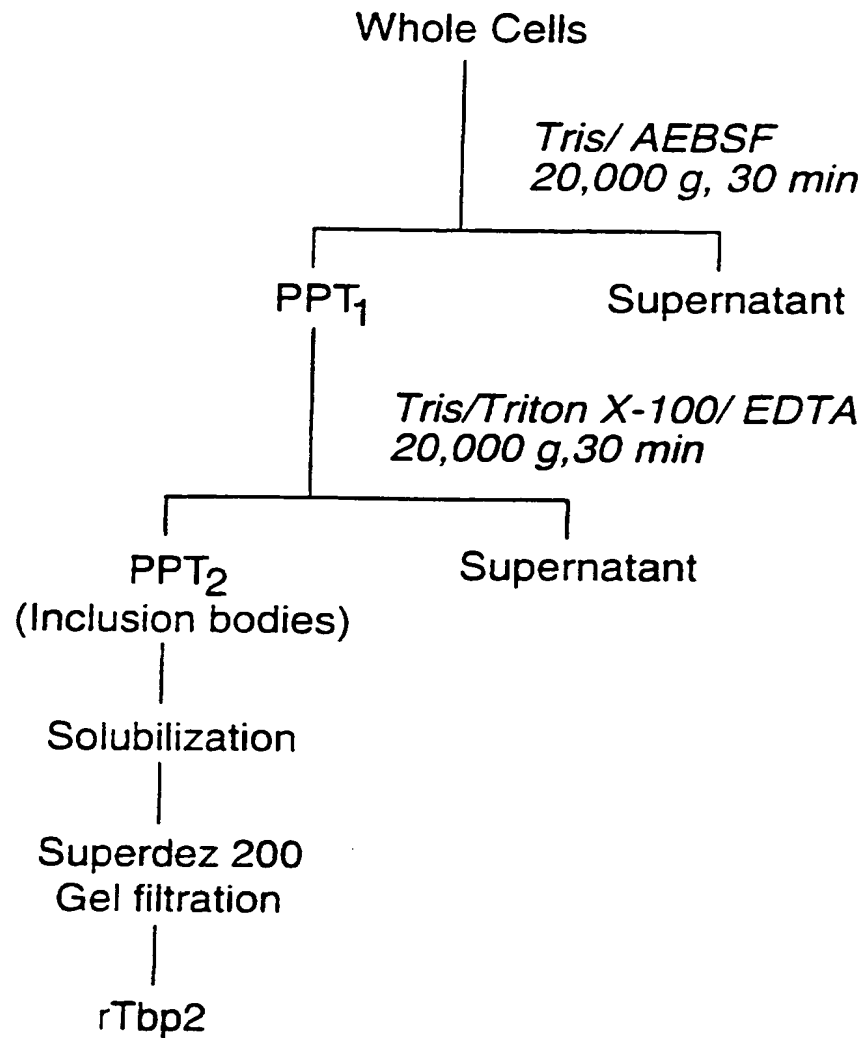 Whole Cells
Tris/ AEBSF
20,000 g, 30 min
PPT1
Supernatant
Tris/Triton X-100/ EDTA
20,000 g,30 min
PPT2
(Inclusion bodies)
Supernatant
Solubilization
Superdez 200
Gel filtration
rTbp2